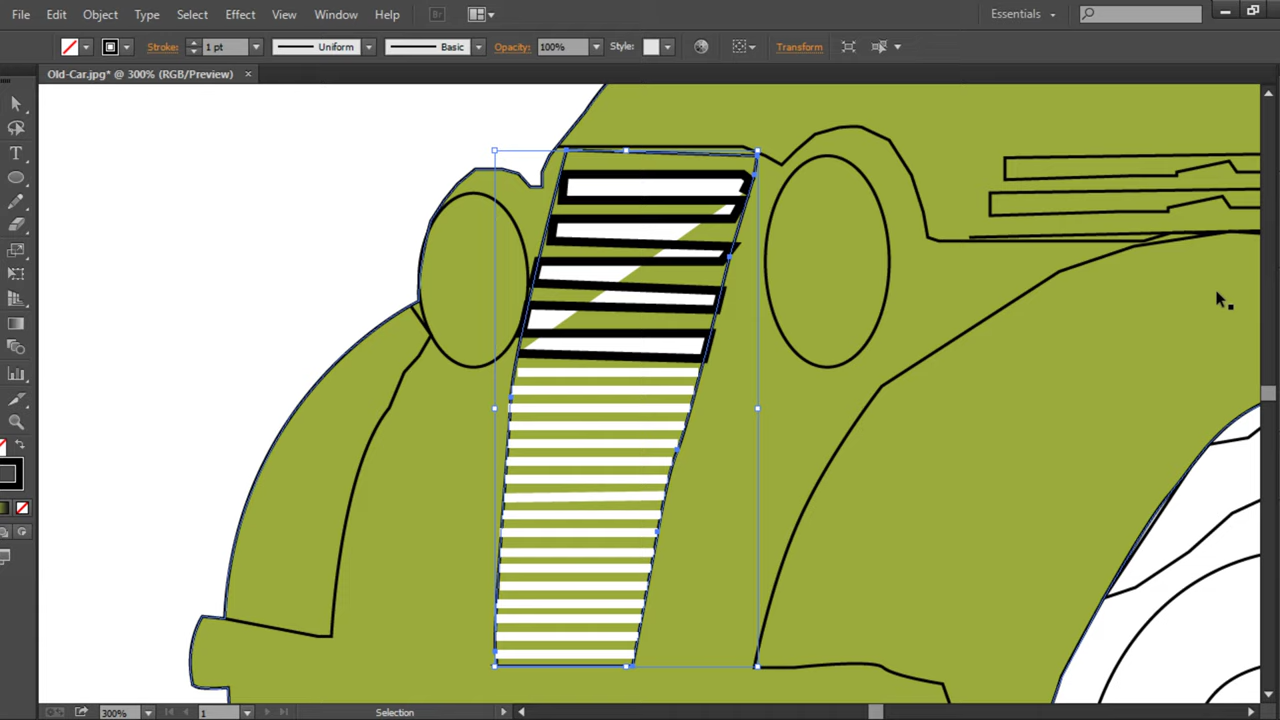 File Edit Object Type Select Effect View Window Help Br Essentials
Stroke: 1 pt Uniform Basic Opacity: 100% Style: Transform
Old-Car.jpg* @ 300% (RGB/Preview) ×
T
300% 1 Selection